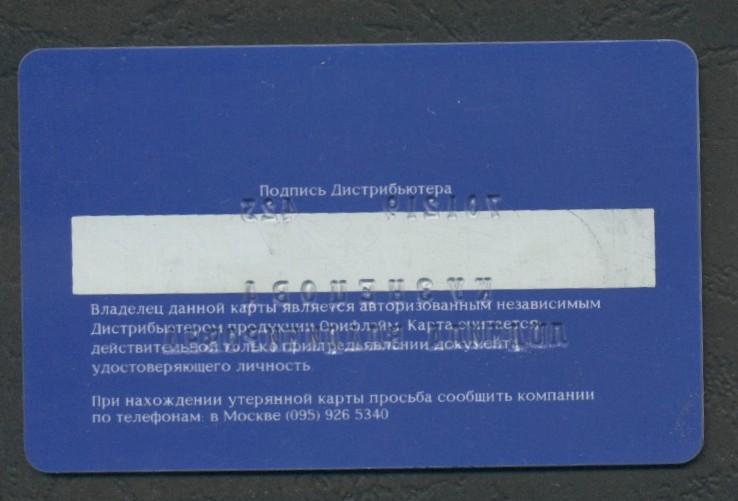 Подпись Дистрибьютера
Владелец данной карты является авторизованным независимым
Дистрибьютером продукции Орифлэйм. Карта считается
действительной только при предъявлении документа,
удостоверяющего личность
При нахождении утерянной карты просьба сообщить компании
по телефонам: в Москве (095) 926 5340